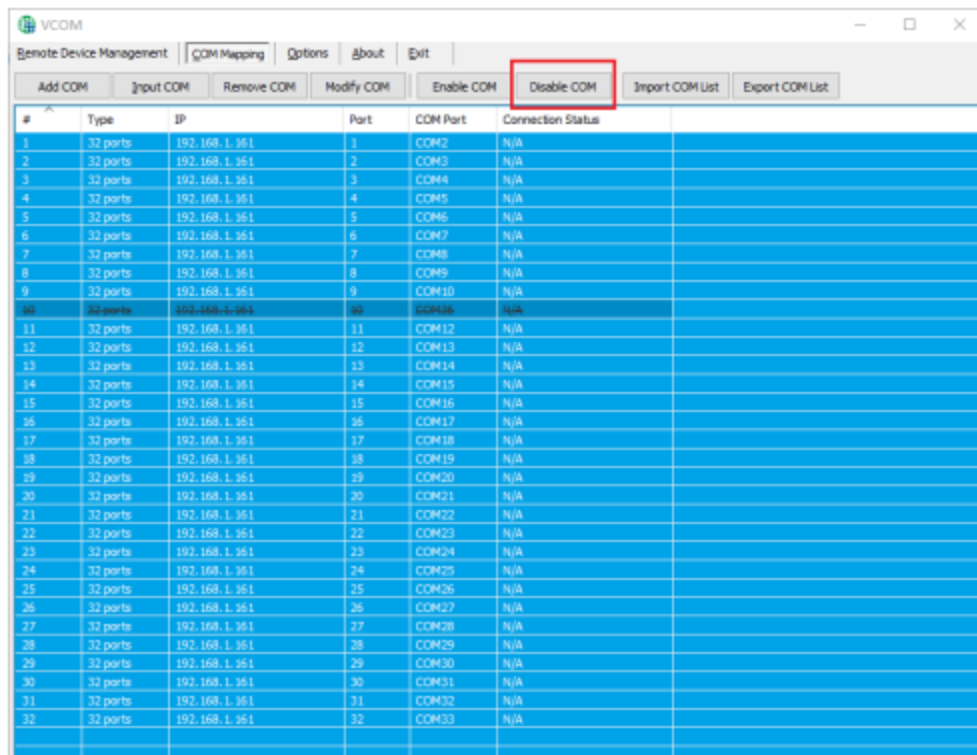 VCOM
Remote Device Management COM Mapping Options About Exit
Add COM Input COM Remove COM Modify COM Enable COM Disable COM Import COM List Export COM List
# Type IP Port COM Port Connection Status
1 32 ports 192.168.1.161 1 COM2 N/A
2 32 ports 192.168.1.161 2 COM3 N/A
3 32 ports 192.168.1.161 3 COM4 N/A
4 32 ports 192.168.1.161 4 COM5 N/A
5 32 ports 192.168.1.161 5 COM6 N/A
6 32 ports 192.168.1.161 6 COM7 N/A
7 32 ports 192.168.1.161 7 COM8 N/A
8 32 ports 192.168.1.161 8 COM9 N/A
9 32 ports 192.168.1.161 9 COM10 N/A
10 32 ports 192.168.1.161 10 N/A
11 32 ports 192.168.1.161 11 COM12 N/A
12 32 ports 192.168.1.161 12 COM13 N/A
13 32 ports 192.168.1.161 13 COM14 N/A
14 32 ports 192.168.1.161 14 COM15 N/A
15 32 ports 192.168.1.161 15 COM16 N/A
16 32 ports 192.168.1.161 16 COM17 N/A
17 32 ports 192.168.1.161 17 COM18 N/A
18 32 ports 192.168.1.161 18 COM19 N/A
19 32 ports 192.168.1.161 19 COM20 N/A
20 32 ports 192.168.1.161 20 COM21 N/A
21 32 ports 192.168.1.161 21 COM22 N/A
22 32 ports 192.168.1.161 22 COM23 N/A
23 32 ports 192.168.1.161 23 COM24 N/A
24 32 ports 192.168.1.161 24 COM25 N/A
25 32 ports 192.168.1.161 25 COM26 N/A
26 32 ports 192.168.1.161 26 COM27 N/A
27 32 ports 192.168.1.161 27 COM28 N/A
28 32 ports 192.168.1.161 28 COM29 N/A
29 32 ports 192.168.1.161 29 COM30 N/A
30 32 ports 192.168.1.161 30 COM31 N/A
31 32 ports 192.168.1.161 31 COM32 N/A
32 32 ports 192.168.1.161 32 COM33 N/A